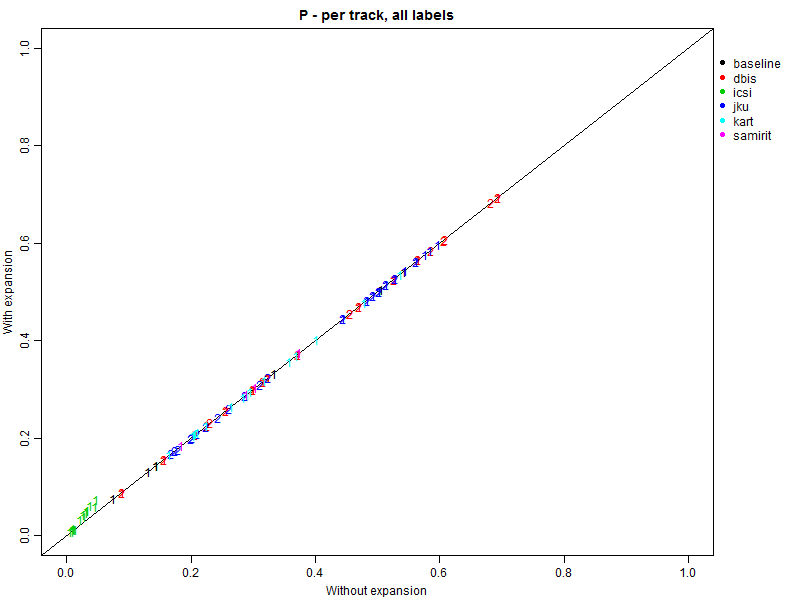 P - per track, all labels
With expansion
1.0
0.8
0.6
0.4
0.2
0.0
0.0 0.2 0.4 0.6 0.8 1.0
Without expansion
baseline
dbis
icsi
jku
kart
samirit